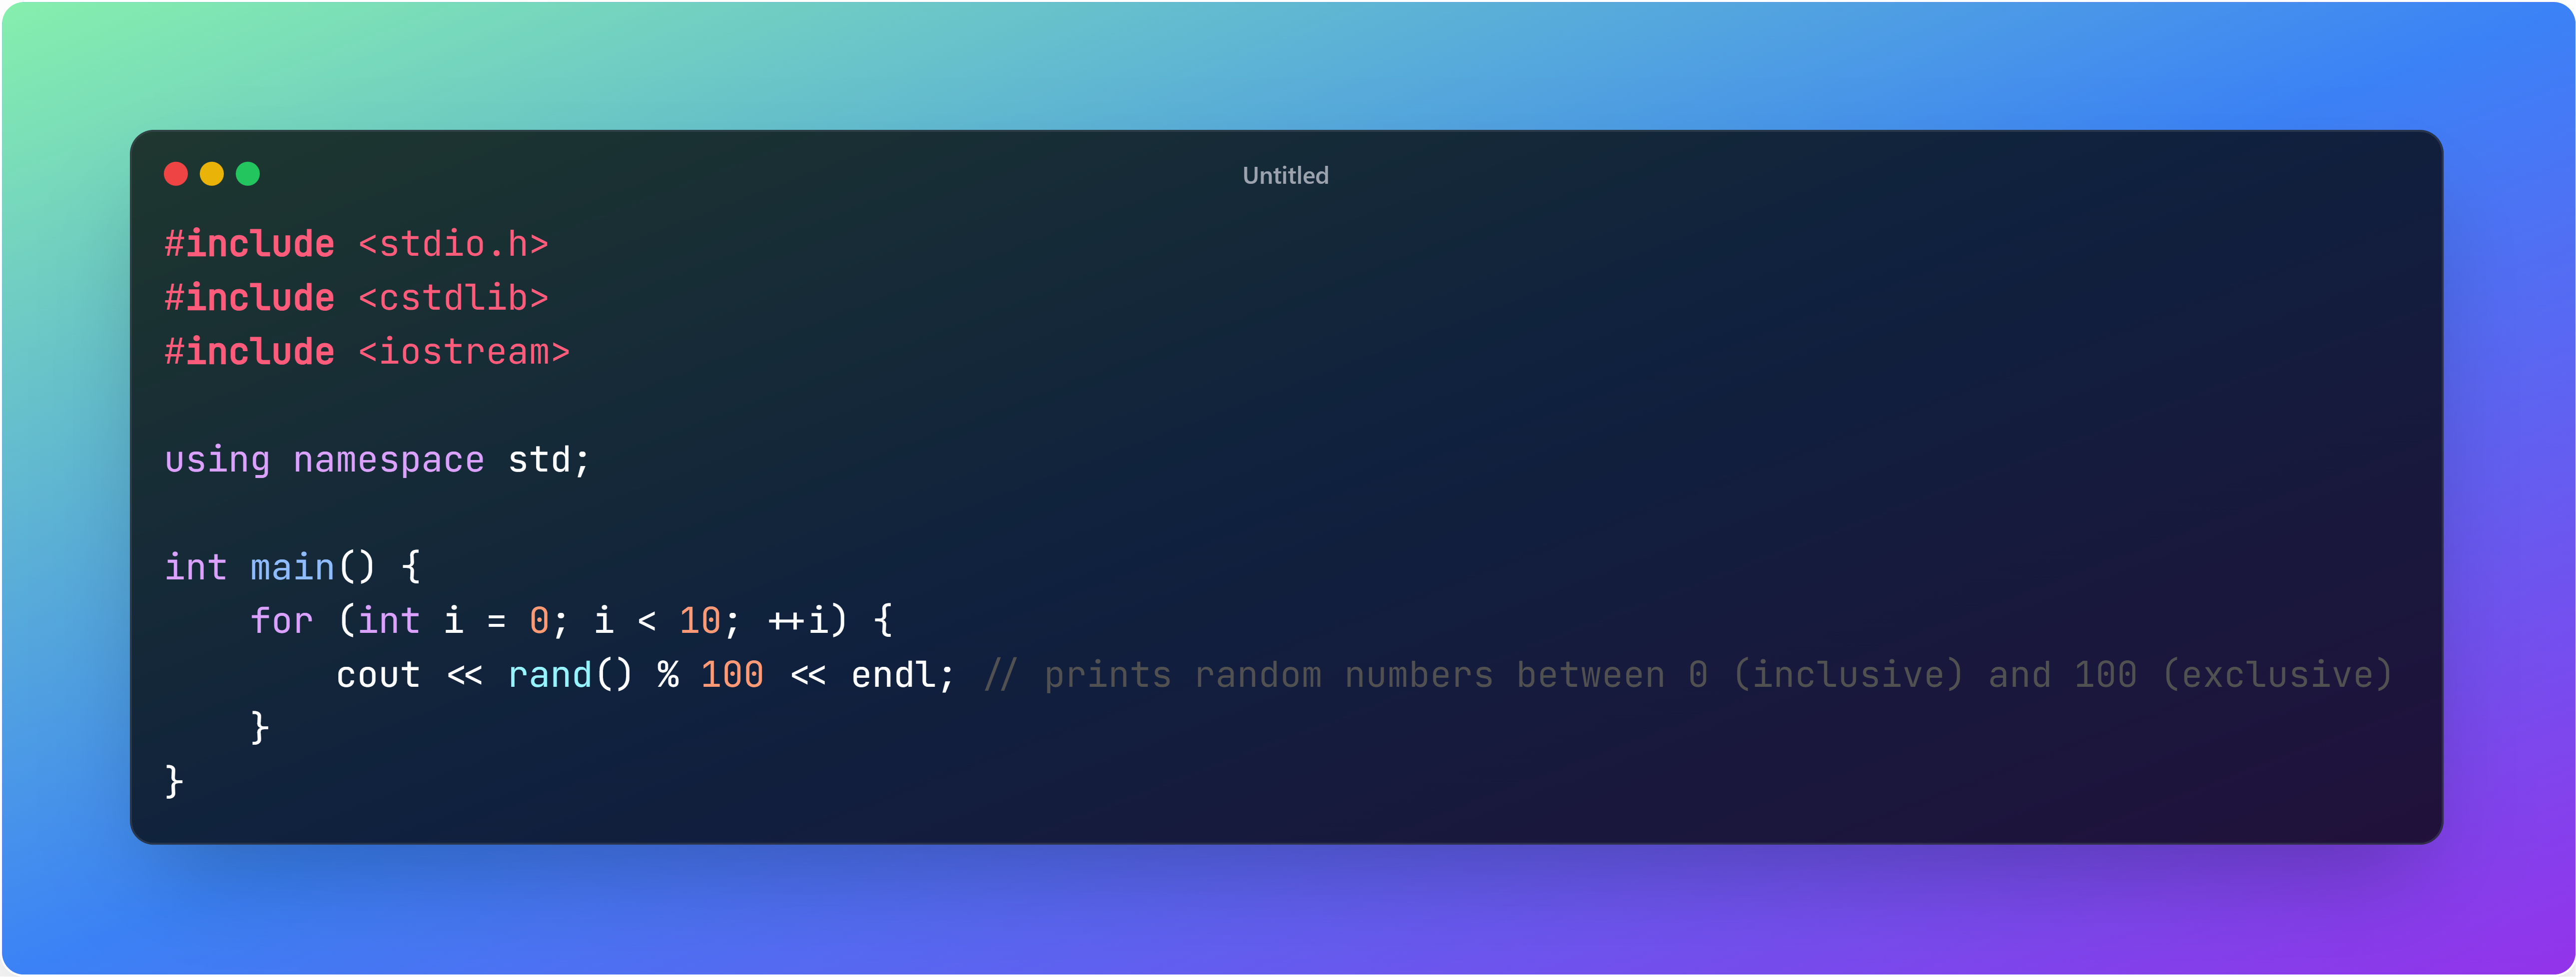 Untitled
#include <stdio.h>
#include <cstdlib>
#include <iostream>
using namespace std;
int main() {
    for (int i = 0; i < 10; ++i) {
        cout << rand() % 100 << endl; // prints random numbers between 0 (inclusive) and 100 (exclusive)
    }
}